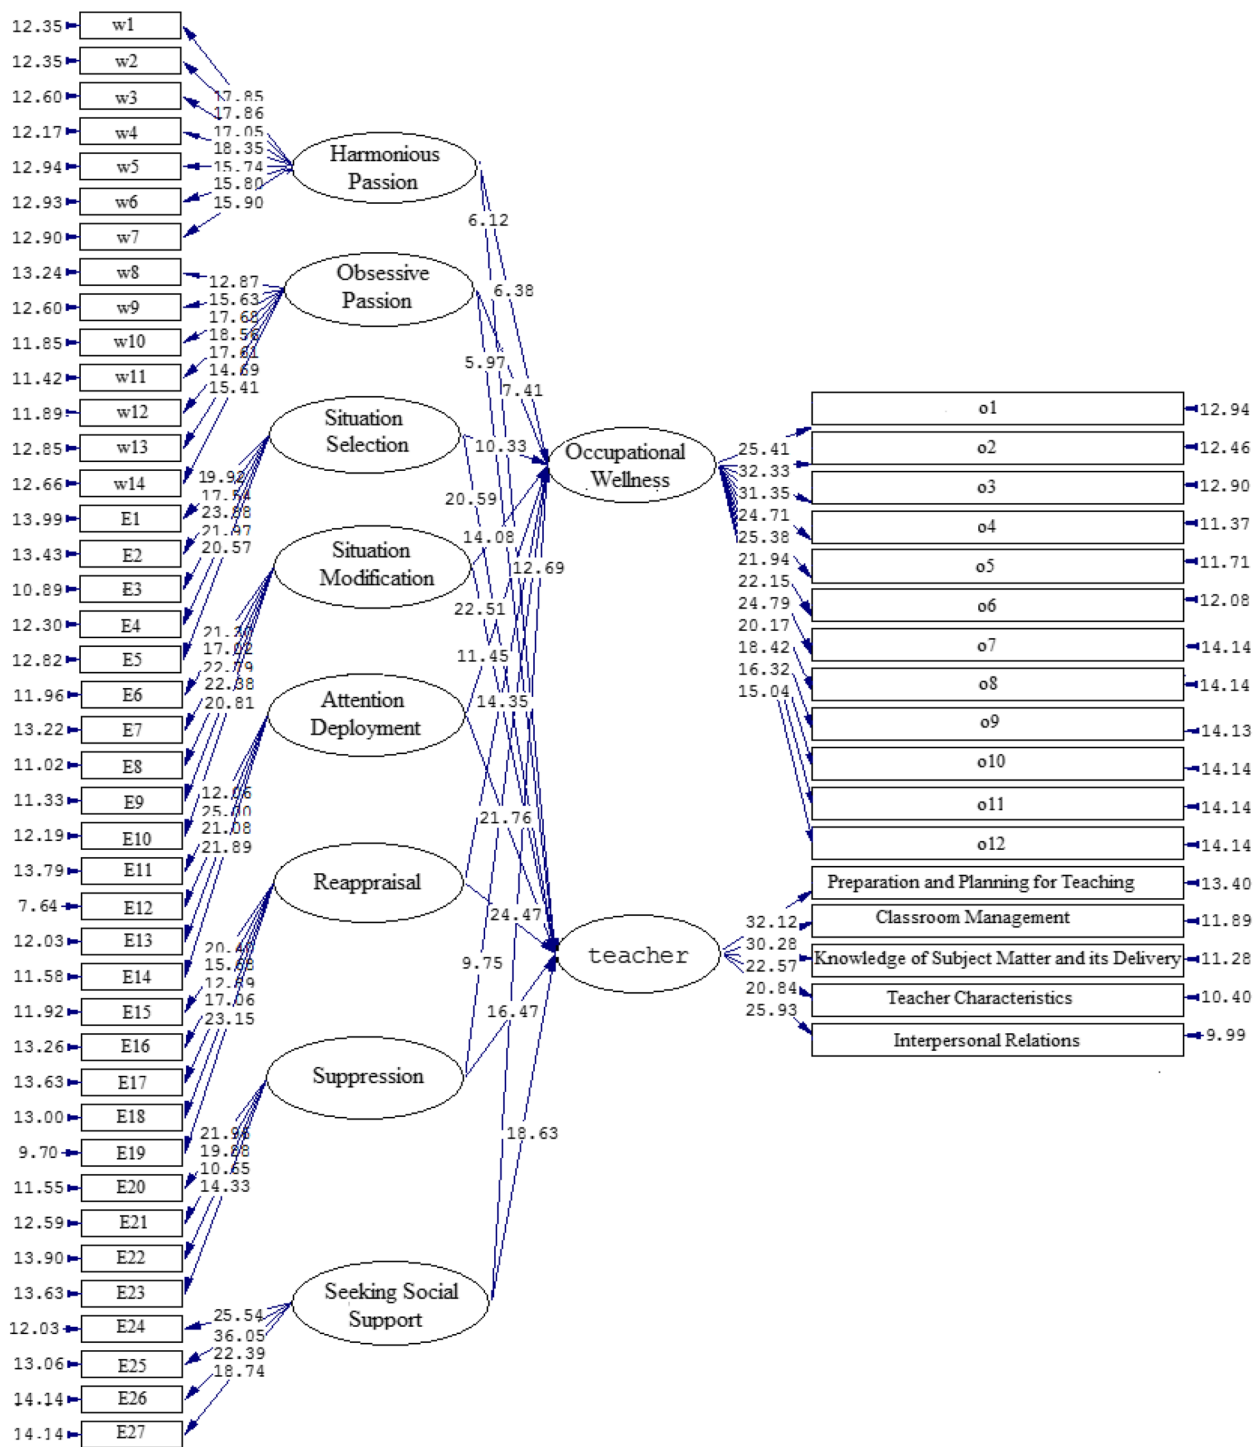 12.35 w1
12.35 w2
12.60 w3
12.17 w4
12.94 w5
12.93 w6
12.90 w7
13.24 w8
12.60 w9
11.85 w10
11.42 w11
11.89 w12
12.85 w13
12.66 w14
13.99 E1
13.43 E2
10.89 E3
12.30 E4
12.82 E5
11.96 E6
13.22 E7
11.02 E8
11.33 E9
12.19 E10
13.79 E11
7.64 E12
12.03 E13
11.58 E14
11.92 E15
13.26 E16
13.63 E17
13.00 E18
9.70 E19
11.55 E20
12.59 E21
13.90 E22
13.63 E23
12.03 E24
13.06 E25
14.14 E26
14.14 E27
17.85
17.86
17.05
18.35
15.74
15.80
15.90
12.87
15.63
17.68
18.56
17.61
14.69
15.41
19.92
23.88
21.97
20.57
17.02
22.79
22.38
20.81
12.06
21.08
21.89
17.06
23.15
19.88
10.65
14.33
25.54
36.05
22.39
18.74
Harmonious
Passion
Obsessive
Passion
Situation
Selection
Situation
Modification
Attention
Deployment
Reappraisal
Suppression
Seeking Social
Support
6.12
6.38
5.97
7.41
10.33
20.59
14.08
12.69
22.51
11.45
14.35
21.76
24.47
9.75
16.47
18.63
Occupational
Wellness
teacher
25.41
32.33
31.35
24.71
25.38
21.94
22.15
24.79
20.17
18.42
16.32
15.04
32.12
30.28
22.57
20.84
25.93
o1 12.94
o2 12.46
o3 12.90
o4 11.37
o5 11.71
o6 12.08
o7 14.14
o8 14.14
o9 14.13
o10 14.14
o11 14.14
o12 14.14
Preparation and Planning for Teaching 13.40
Classroom Management 11.89
Knowledge of Subject Matter and its Delivery 11.28
Teacher Characteristics 10.40
Interpersonal Relations 9.99